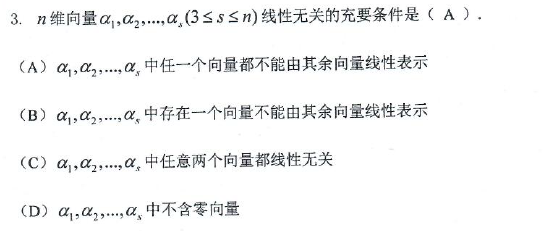 3. n维向量α₁,α₂,...,αₛ(3≤s≤n)线性无关的充要条件是（ A ）.
（A）α₁,α₂,...,αₛ中任一个向量都不能由其余向量线性表示
（B）α₁,α₂,...,αₛ中存在一个向量不能由其余向量线性表示
（C）α₁,α₂,...,αₛ中任意两个向量都线性无关
（D）α₁,α₂,...,αₛ中不含零向量